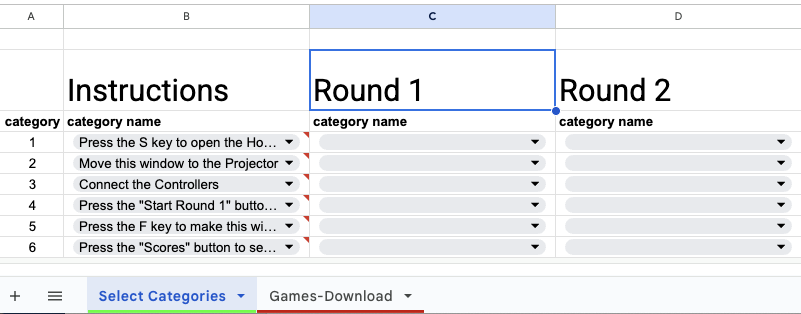 A B C D
Instructions Round 1 Round 2
category category name category name category name
1 Press the S key to open the Ho...
2 Move this window to the Projector
3 Connect the Controllers
4 Press the "Start Round 1" butto...
5 Press the F key to make this wi...
6 Press the "Scores" button to se...
+ Select Categories Games-Download